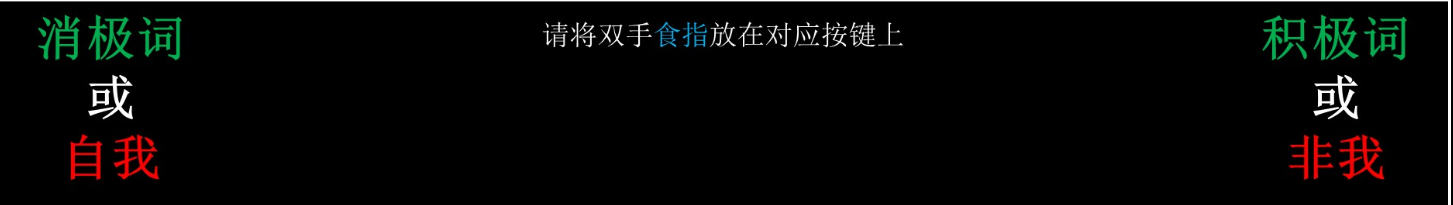 消极词
或
自我
请将双手食指放在对应按键上
积极词
或
非我